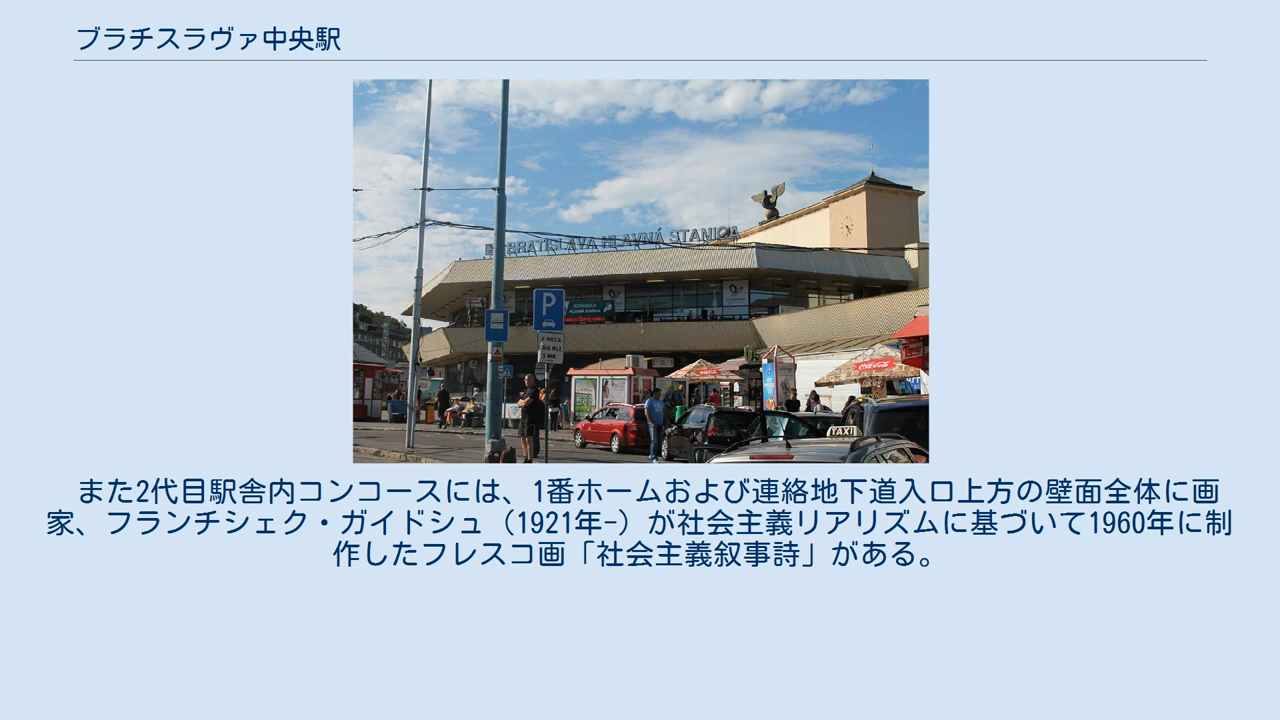 ブラチスラヴァ中央駅
BRATISLAVA HLAVNÁ STANICA
P
TAXI
Coca-Cola
また2代目駅舎内コンコースには、1番ホームおよび連絡地下道入口上方の壁面全体に画
家、フランチシェク・ガイドシュ（1921年-）が社会主義リアリズムに基づいて1960年に制
作したフレスコ画「社会主義叙事詩」がある。